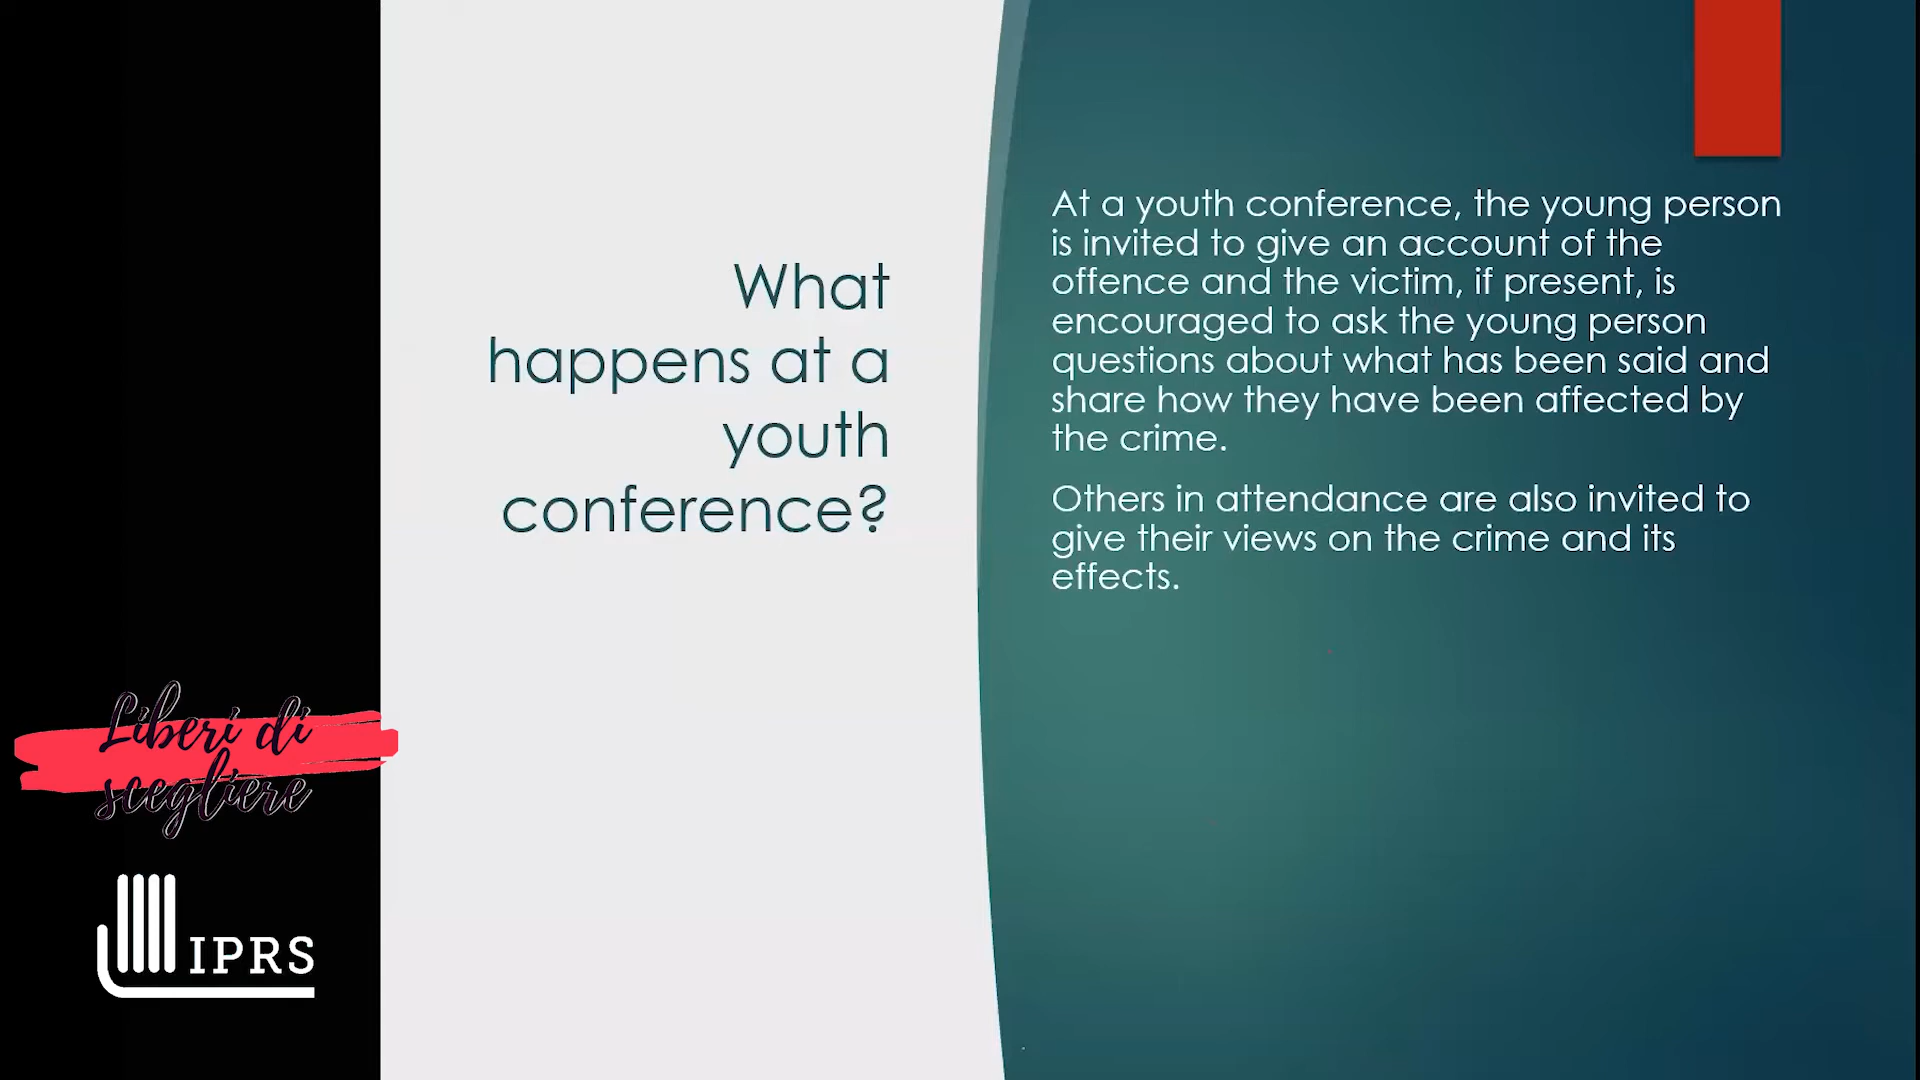 What
happens at a
youth
conference?
At a youth conference, the young person
is invited to give an account of the
offence and the victim, if present, is
encouraged to ask the young person
questions about what has been said and
share how they have been affected by
the crime.
Others in attendance are also invited to
give their views on the crime and its
effects.
Liberi di
scegliere
IPRS